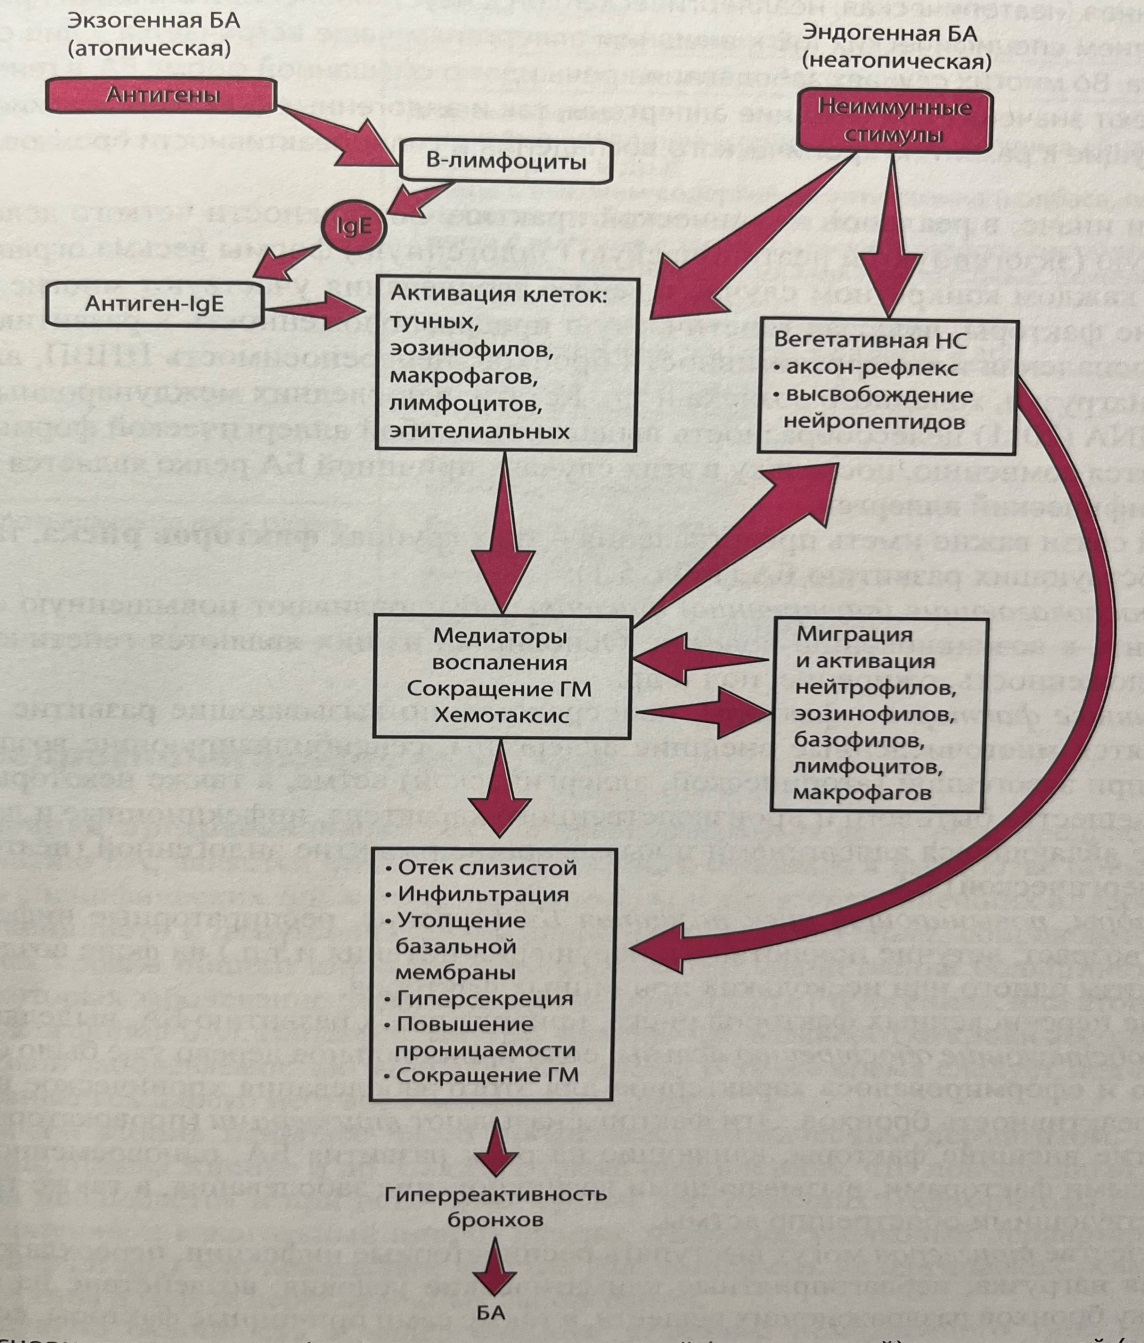 Экзогенная БА
(атопическая)
Антигены
В-лимфоциты
IgE
Антиген-IgE
Эндогенная БА
(неатопическая)
Неиммунные
стимулы
Активация клеток:
тучных,
эозинофилов,
макрофагов,
лимфоцитов,
эпителиальных
Вегетативная НС
• аксон-рефлекс
• высвобождение
нейропептидов
Медиаторы
воспаления
Сокращение ГМ
Хемотаксис
Миграция
и активация
нейтрофилов,
эозинофилов,
базофилов,
лимфоцитов,
макрофагов
• Отек слизистой
• Инфильтрация
• Утолщение
базальной
мембраны
• Гиперсекреция
• Повышение
проницаемости
• Сокращение ГМ
Гиперреактивность
бронхов
БА